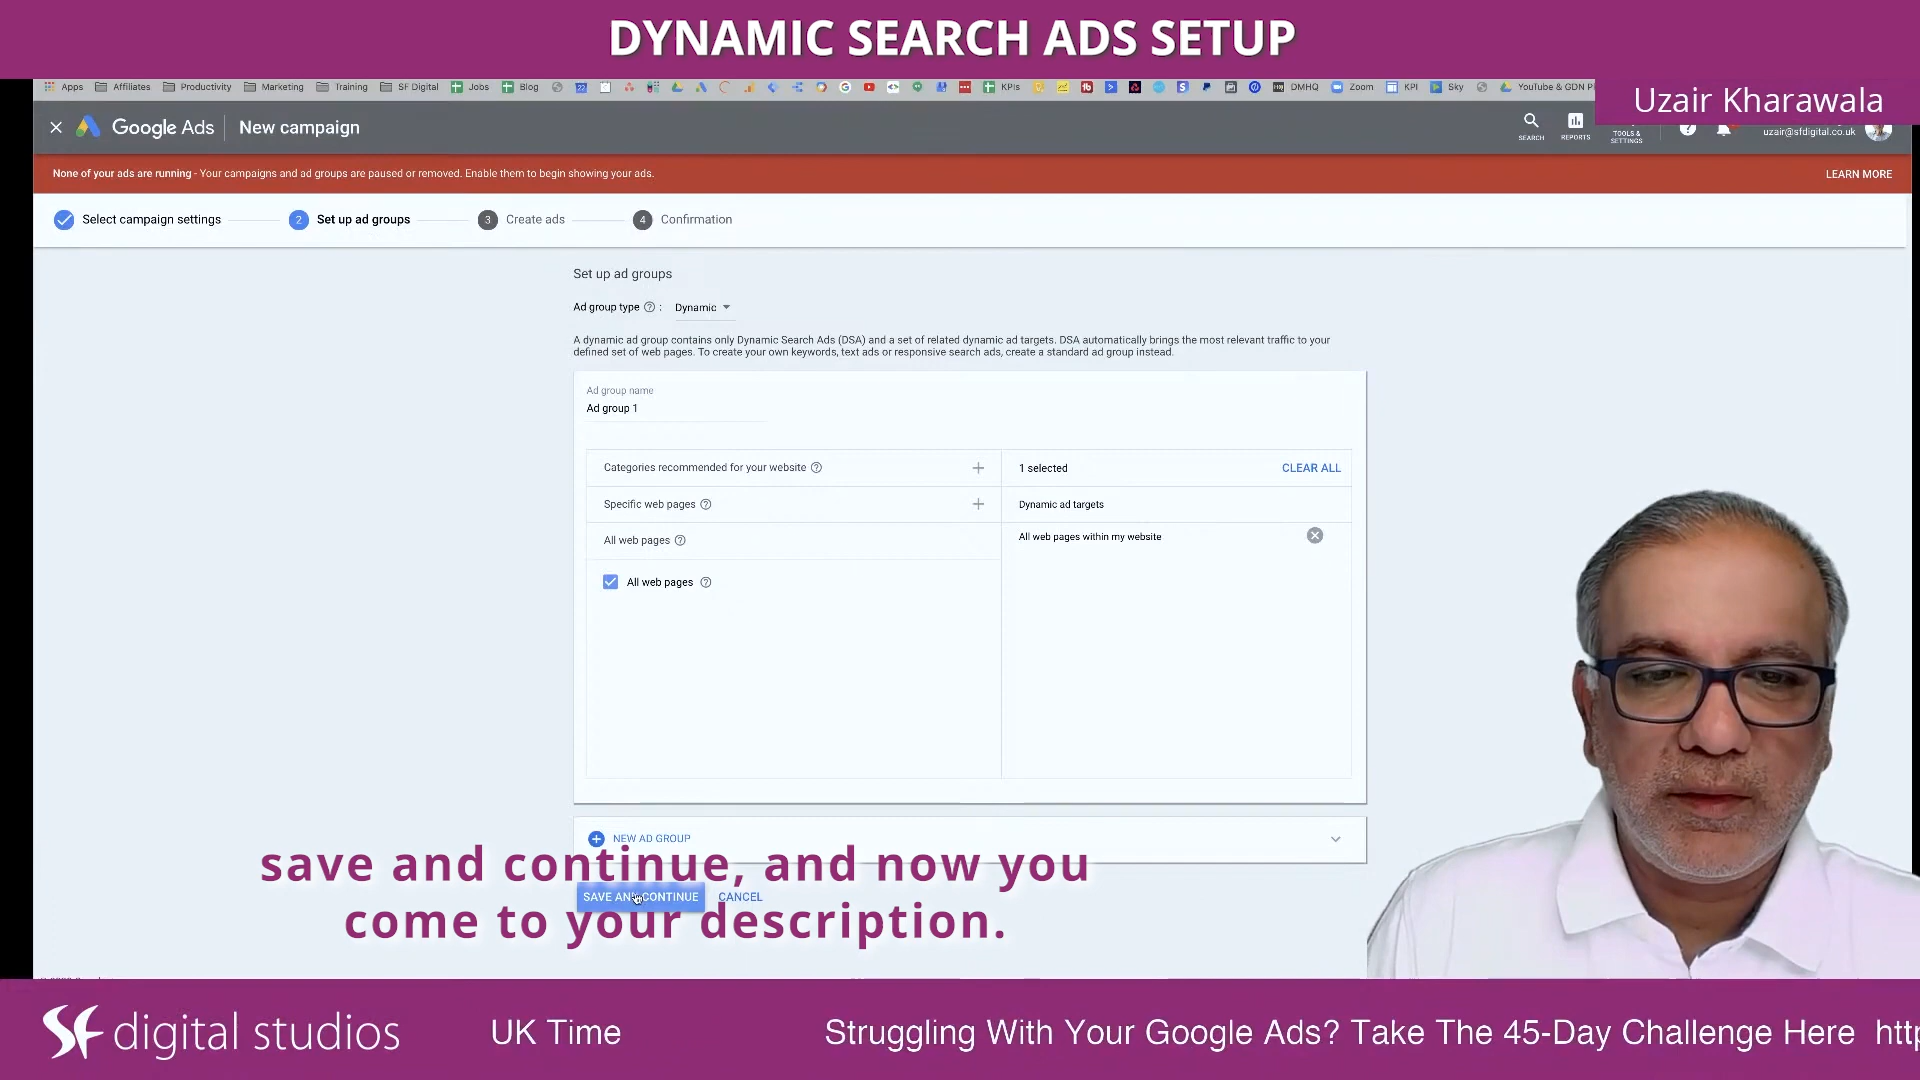 DYNAMIC SEARCH ADS SETUP
Apps Affiliates Productivity Marketing Training SF Digital Jobs Blog KPIs DMHQ Zoom KPI Sky YouTube & GDN
Uzair Kharawala
Google Ads New campaign
SEARCH REPORTS TOOLS & SETTINGS uzair@sfdigital.co.uk
None of your ads are running - Your campaigns and ad groups are paused or removed. Enable them to begin showing your ads. LEARN MORE
Select campaign settings 2 Set up ad groups 3 Create ads 4 Confirmation
Set up ad groups
Ad group type : Dynamic
A dynamic ad group contains only Dynamic Search Ads (DSA) and a set of related dynamic ad targets. DSA automatically brings the most relevant traffic to your
defined set of web pages. To create your own keywords, text ads or responsive search ads, create a standard ad group instead.
Ad group name
Ad group 1
Categories recommended for your website 1 selected CLEAR ALL
Specific web pages Dynamic ad targets
All web pages All web pages within my website
All web pages
NEW AD GROUP
save and continue, and now you
SAVE AND CONTINUE CANCEL
come to your description.
SF digital studios UK Time Struggling With Your Google Ads? Take The 45-Day Challenge Here